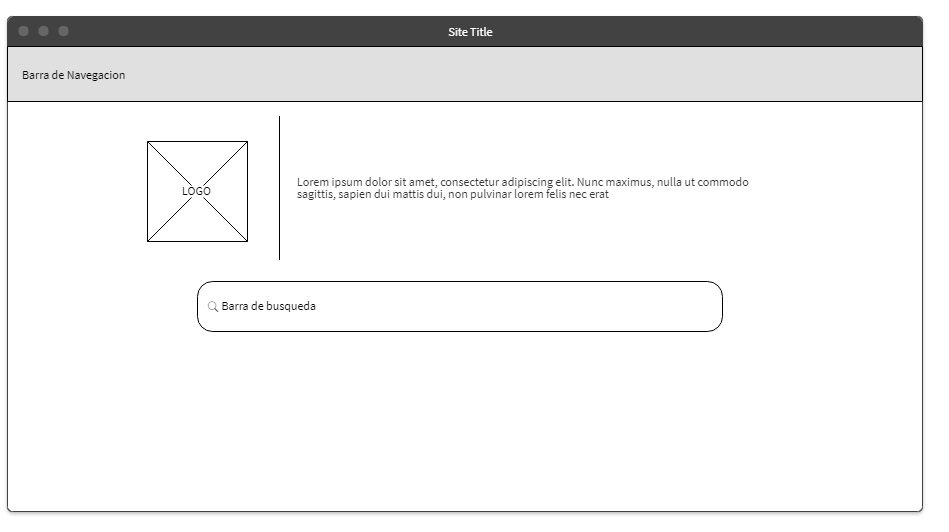 Site Title
Barra de Navegacion
LOGO
Lorem ipsum dolor sit amet, consectetur adipiscing elit. Nunc maximus, nulla ut commodo
sagittis, sapien dui mattis dui, non pulvinar lorem felis nec erat
Barra de busqueda